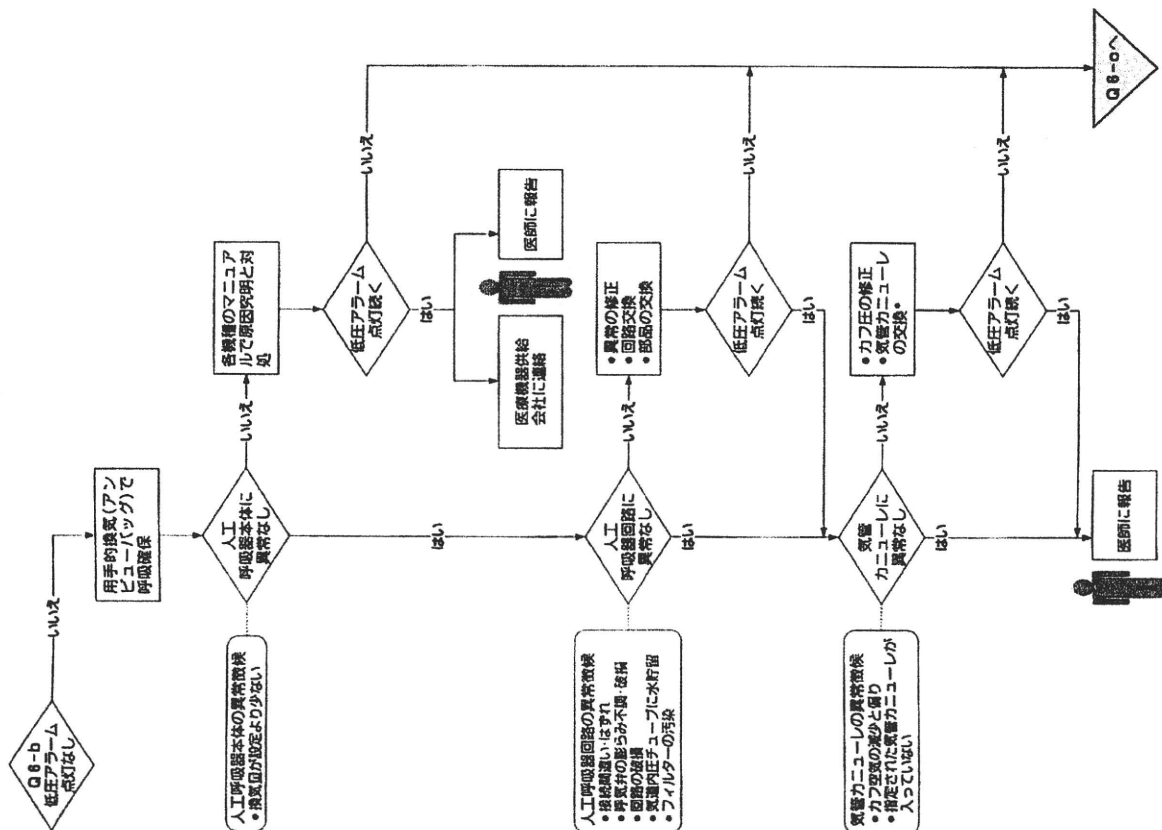 Q6-b
低圧アラーム
点灯なし
いいえ
用手的換気(アン
ビューバッグ)で
呼吸確保
人工呼吸器本体の異常徴候
• 換気量が設定より少ない
人工
呼吸器本体に
異常なし
いいえ
各機種のマニュア
ルで原因究明と対
処
低圧アラーム
点灯続く
いいえ
はい
医療機器供給
会社に連絡
医師に報告
はい
人工呼吸器回路の異常徴候
• 接続間違い・はずれ
• 呼気弁の膨らみ不調・破損
• 回路の破損
• 気道内圧チューブに水貯留
• フィルターの汚染
人工
呼吸器回路に
異常なし
いいえ
• 異常の修正
• 回路交換
• 部品の交換
低圧アラーム
点灯続く
いいえ
はい
はい
気管カニューレの異常徴候
• カフ空気の減少と偏り
• 指定された気管カニューレが
入っていない
気管
カニューレに
異常なし
いいえ
• カフ圧の修正
• 気管カニューレ
の交換*
低圧アラーム
点灯続く
いいえ
はい
はい
医師に報告
Q6-cへ